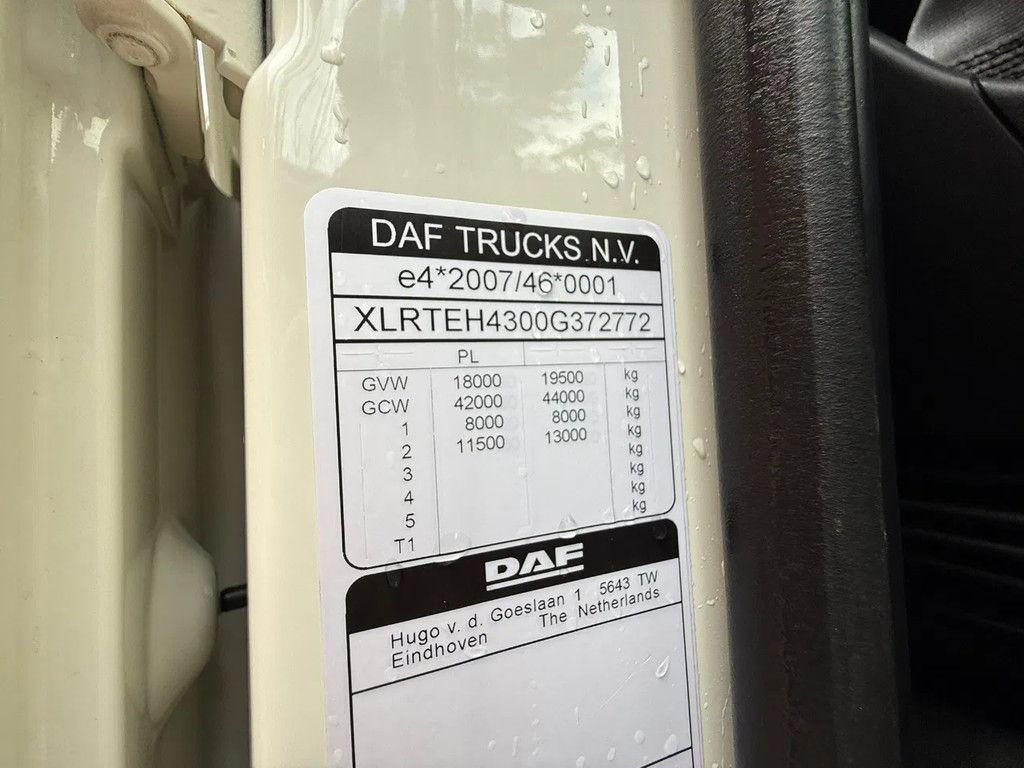 DAF TRUCKS N.V.
e4*2007/46*0001
XLRTEH4300G372772
PL
GVW 18000 19500 kg
GCW 42000 44000 kg
1 8000 8000 kg
2 11500 13000 kg
3 kg
4 kg
5 kg
T1 kg
DAF
Hugo v. d. Goeslaan 1 5643 TW
Eindhoven The Netherlands